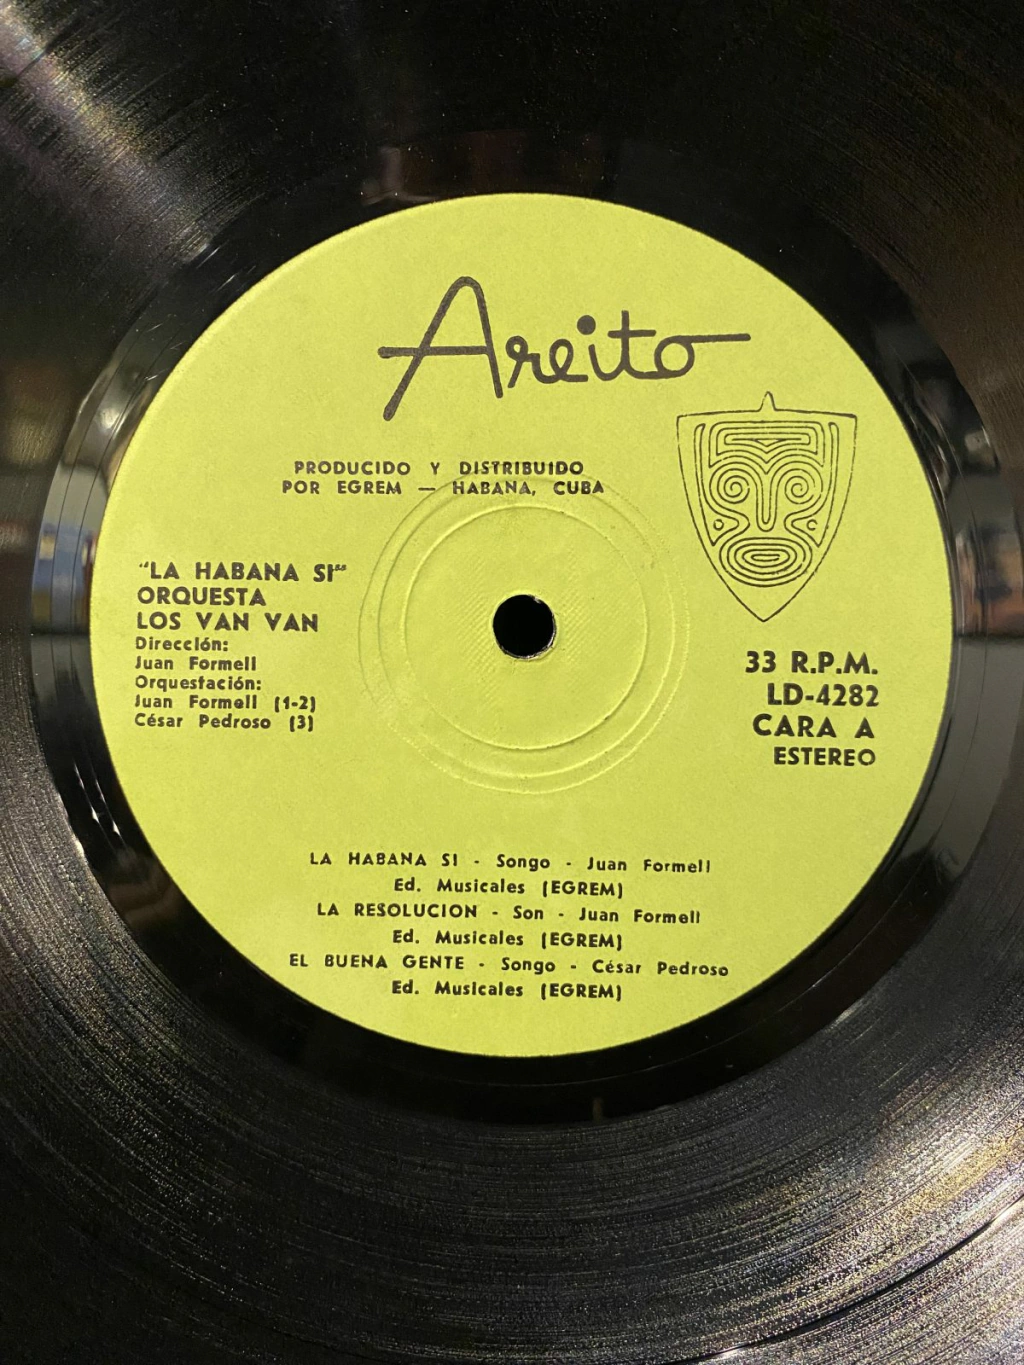 Areito
PRODUCIDO Y DISTRIBUIDO
POR EGREM — HABANA, CUBA
"LA HABANA SI"
ORQUESTA
LOS VAN VAN
Dirección:
Juan Formell
Orquestación:
Juan Formell (1-2)
César Pedroso (3)
33 R.P.M.
LD-4282
CARA A
ESTEREO
LA HABANA SI - Songo - Juan Formell
Ed. Musicales (EGREM)
LA RESOLUCION - Son - Juan Formell
Ed. Musicales (EGREM)
EL BUENA GENTE - Songo - César Pedroso
Ed. Musicales (EGREM)